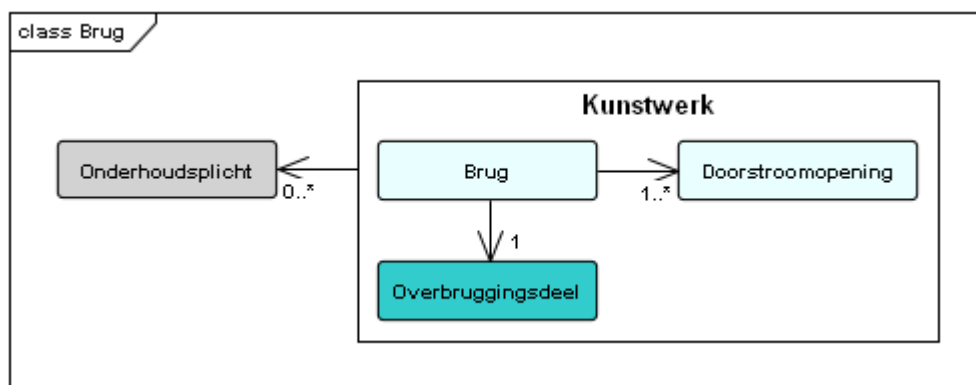 class Brug
Kunstwerk
Onderhoudsplicht
0..*
Brug
1..*
Doorstroomopening
1
Overbruggingsdeel